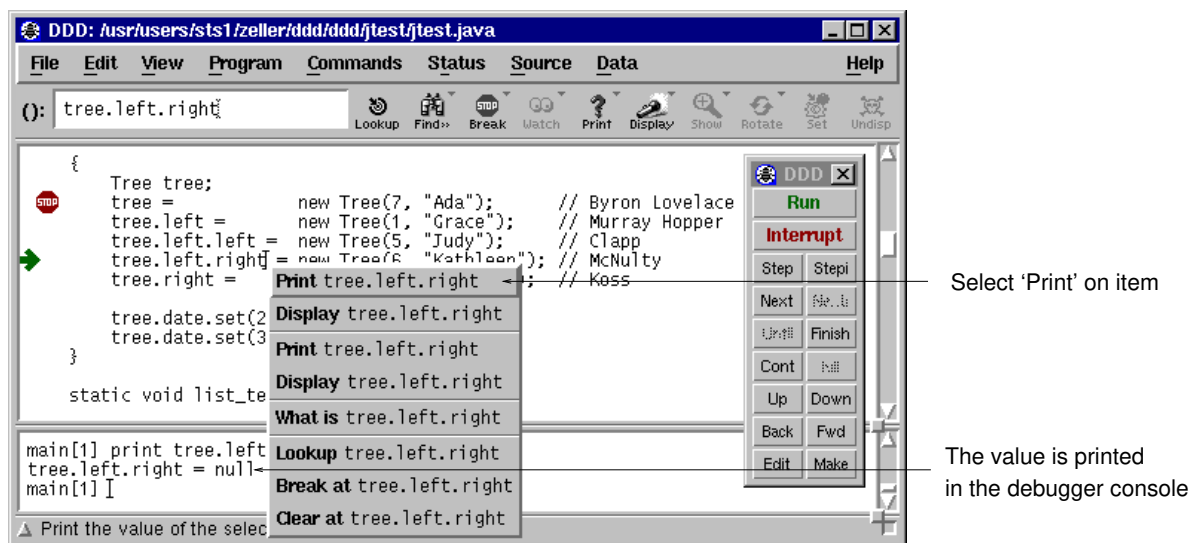 DDD: /usr/users/sts1/zeller/ddd/ddd/jtest/jtest.java
File Edit View Program Commands Status Source Data Help
(): tree.left.right
Lookup Find» Break Watch Print Display Show Rotate Set Undisp
STOP
{
Tree tree;
STOP tree = new Tree(7, "Ada"); // Byron Lovelace
tree.left = new Tree(1, "Grace"); // Murray Hopper
tree.left.left = new Tree(5, "Judy"); // Clapp
tree.left.right = new Tree(6, "Kathleen"); // McNulty
tree.right = ; // Koss
tree.date.set(2
tree.date.set(3
}
static void list_te
Print tree.left.right
Display tree.left.right
Print tree.left.right
Display tree.left.right
What is tree.left.right
Lookup tree.left.right
Break at tree.left.right
Clear at tree.left.right
DDD
Run
Interrupt
Step Stepi
Next
Finish
Cont Kill
Up Down
Back Fwd
Edit Make
main[1] print tree.left
tree.left.right = null
main[1]
Print the value of the selec
Select ‘Print’ on item
The value is printed
in the debugger console